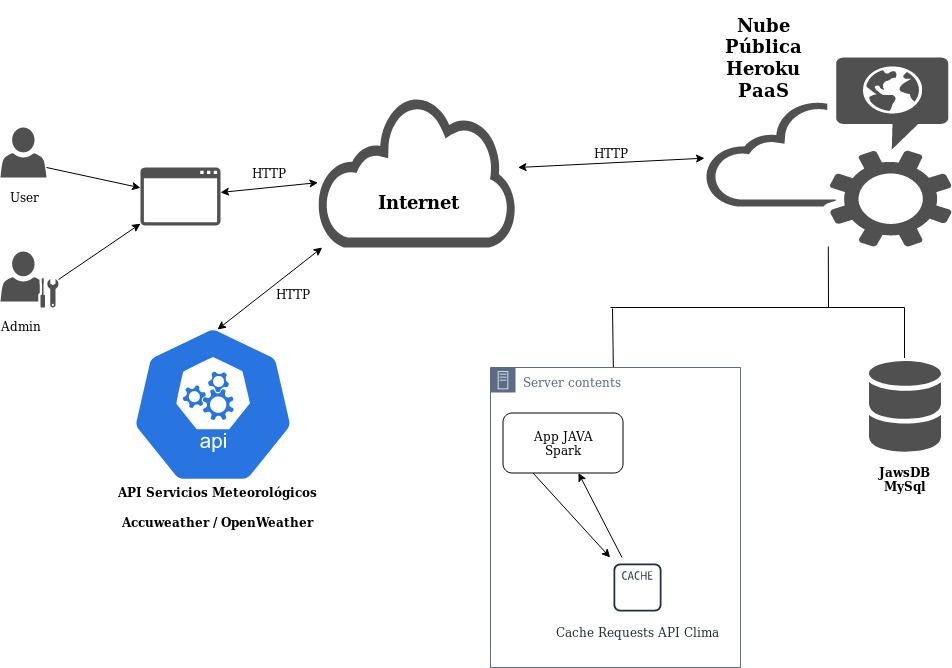 Nube
Pública
Heroku
PaaS
User
HTTP
Internet
HTTP
Admin
HTTP
api
API Servicios Meteorológicos
Accuweather / OpenWeather
Server contents
App JAVA
Spark
CACHE
Cache Requests API Clima
JawsDB
MySql